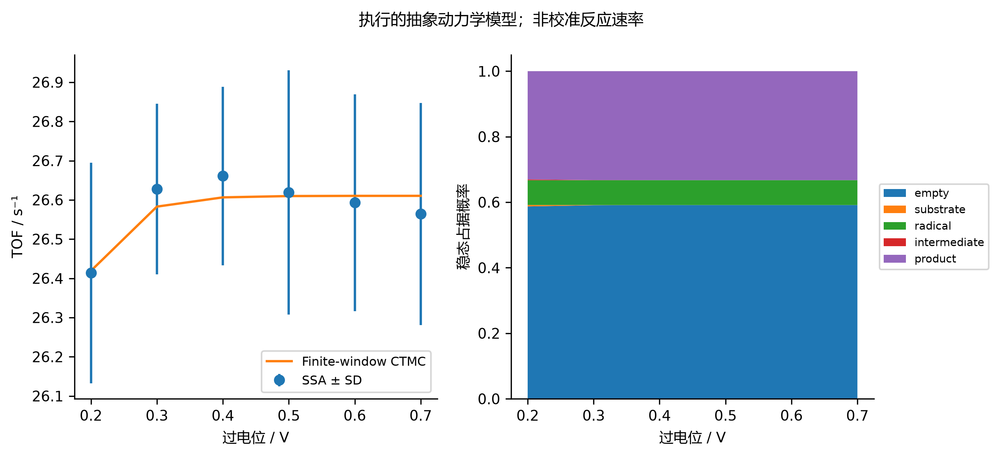 执行的抽象动力学模型；非校准反应速率
TOF / s⁻¹
26.9
26.8
26.7
26.6
26.5
26.4
26.3
26.2
26.1
0.2 0.3 0.4 0.5 0.6 0.7
过电位 / V
Finite-window CTMC
SSA ± SD
稳态占据概率
1.0
0.8
0.6
0.4
0.2
0.0
0.2 0.3 0.4 0.5 0.6 0.7
过电位 / V
empty
substrate
radical
intermediate
product